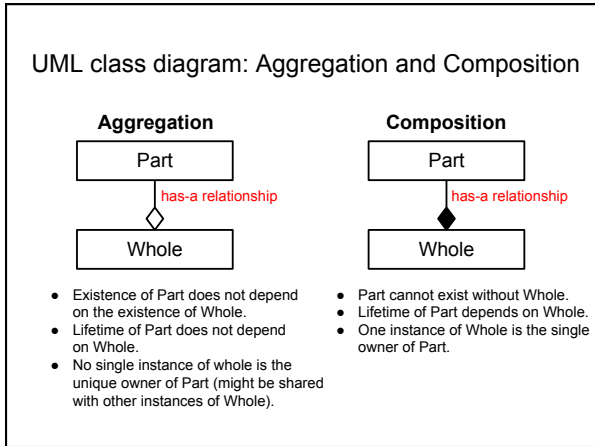 UML class diagram: Aggregation and Composition
Aggregation
Part
has-a relationship
Whole
● Existence of Part does not depend
on the existence of Whole.
● Lifetime of Part does not depend
on Whole.
● No single instance of whole is the
unique owner of Part (might be shared
with other instances of Whole).
Composition
Part
has-a relationship
Whole
● Part cannot exist without Whole.
● Lifetime of Part depends on Whole.
● One instance of Whole is the single
owner of Part.